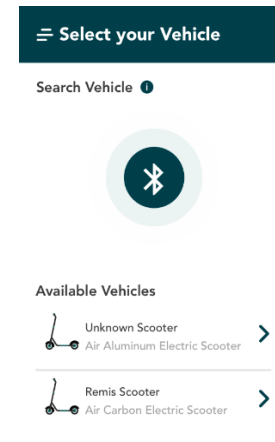 Select your Vehicle
Search Vehicle i
Available Vehicles
Unknown Scooter
Air Aluminum Electric Scooter
Remis Scooter
Air Carbon Electric Scooter